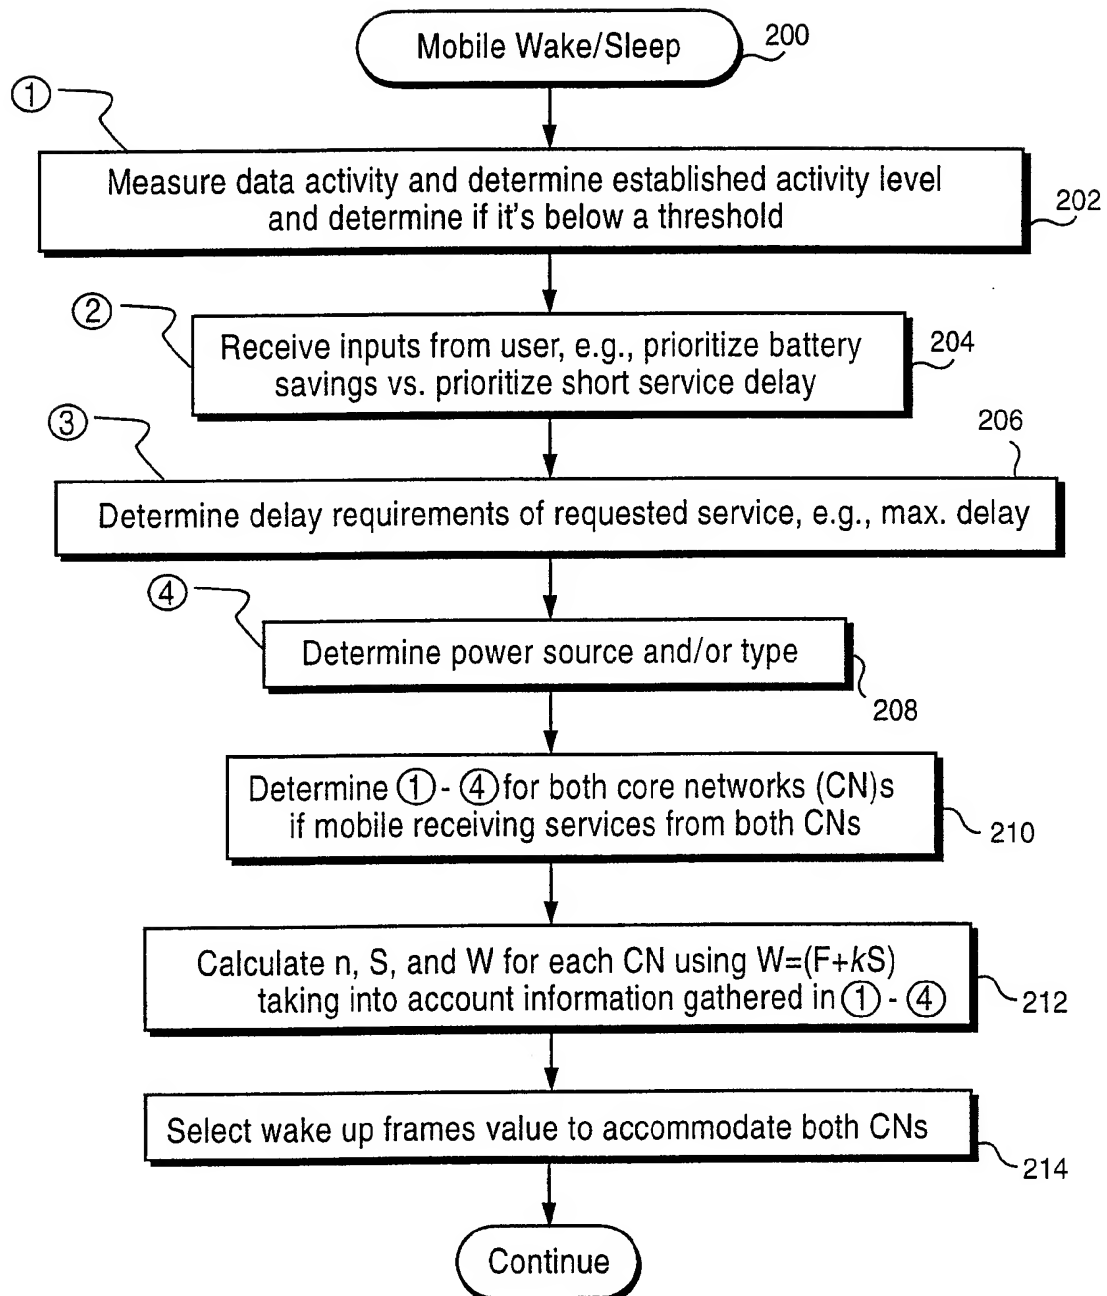 Mobile Wake/Sleep
200
1
Measure data activity and determine established activity level
and determine if it's below a threshold
202
2
Receive inputs from user, e.g., prioritize battery
savings vs. prioritize short service delay
204
3
206
Determine delay requirements of requested service, e.g., max. delay
4
Determine power source and/or type
208
Determine ① - ④ for both core networks (CN)s
if mobile receiving services from both CNs
210
Calculate n, S, and W for each CN using W=(F+kS)
taking into account information gathered in ① - ④
212
Select wake up frames value to accommodate both CNs
214
Continue